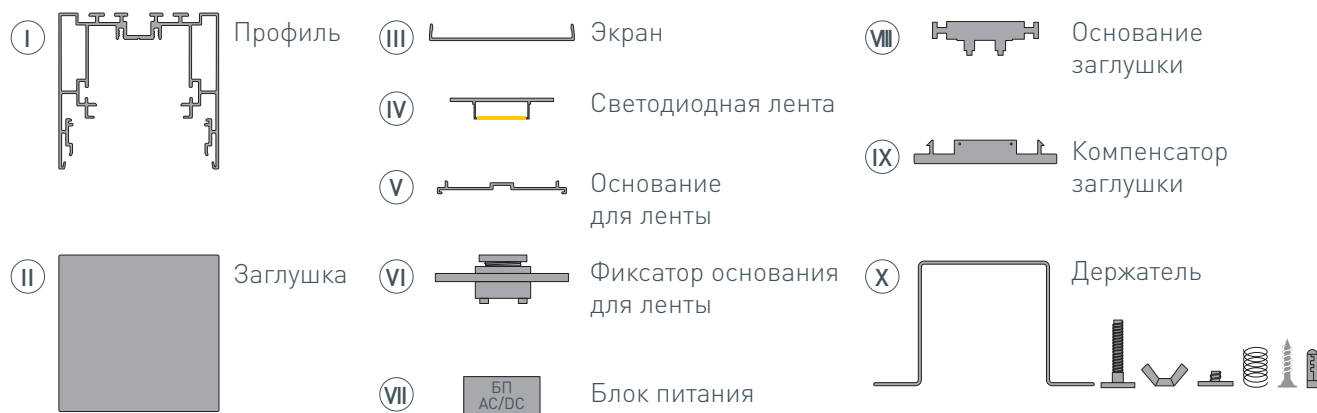 I
Профиль
II
Заглушка
III
Экран
IV
Светодиодная лента
V
Основание
для ленты
VI
Фиксатор основания
для ленты
VII
БП
AC/DC
Блок питания
VIII
Основание
заглушки
IX
Компенсатор
заглушки
X
Держатель